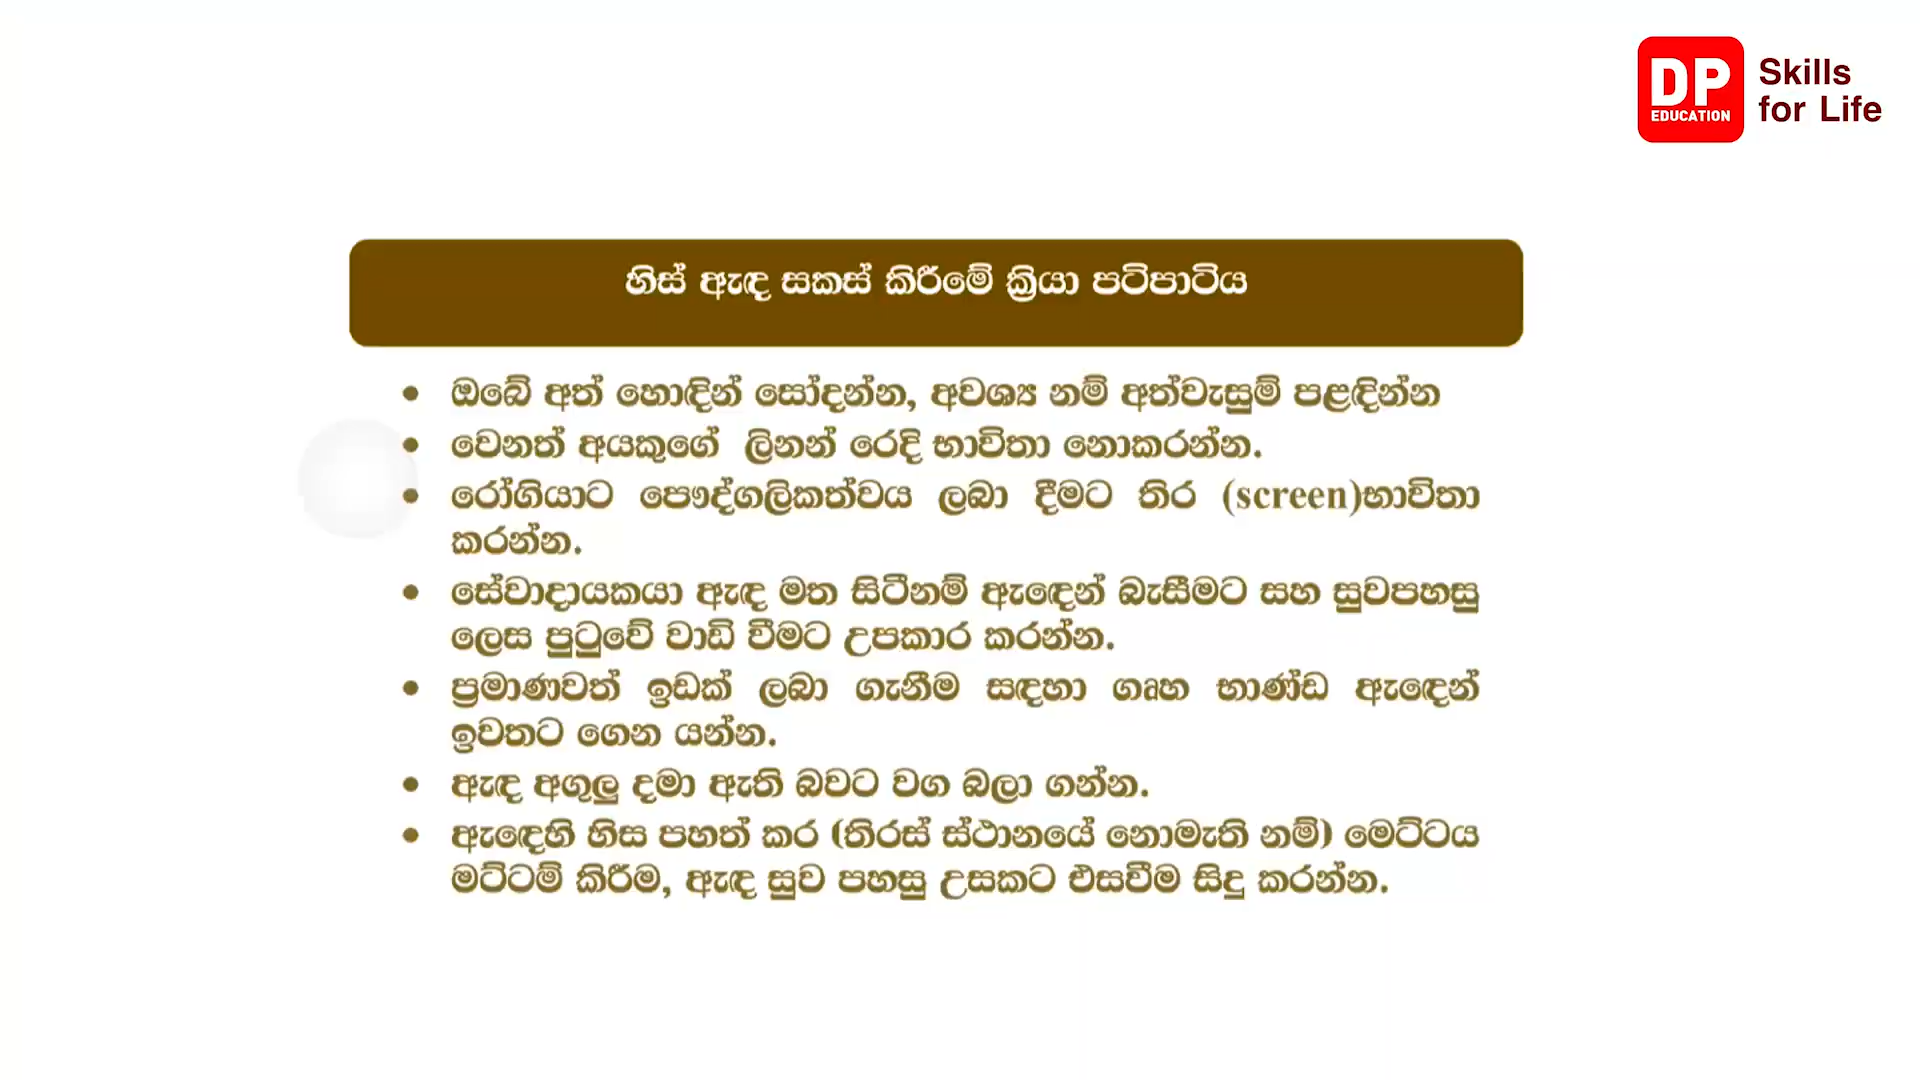 DP
EDUCATION
Skills
for Life
හිස් ඇඳ සකස් කිරීමේ ක්‍රියා පටිපාටිය
• ඔබේ අත් හොඳින් සෝදන්න, අවශ්‍ය නම් අත්වැසුම් පළඳින්න
• වෙනත් අයකුගේ ලිනන් රෙදි භාවිතා නොකරන්න.
• රෝගියාට පෞද්ගලිකත්වය ලබා දීමට තිර (screen)භාවිතා
කරන්න.
• සේවාදායකයා ඇඳ මත සිටීනම් ඇඳෙන් බැසීමට සහ සුවපහසු
ලෙස පුටුවේ වාඩි වීමට උපකාර කරන්න.
• ප්‍රමාණවත් ඉඩක් ලබා ගැනීම සඳහා ගෘහ භාණ්ඩ ඇඳෙන්
ඉවතට ගෙන යන්න.
• ඇඳ අගුලු දමා ඇති බවට වග බලා ගන්න.
• ඇඳෙහි හිස පහත් කර (තිරස් ස්ථානයේ නොමැති නම්) මෙට්ටය
මට්ටම් කිරීම, ඇඳ සුව පහසු උසකට එසවීම සිදු කරන්න.